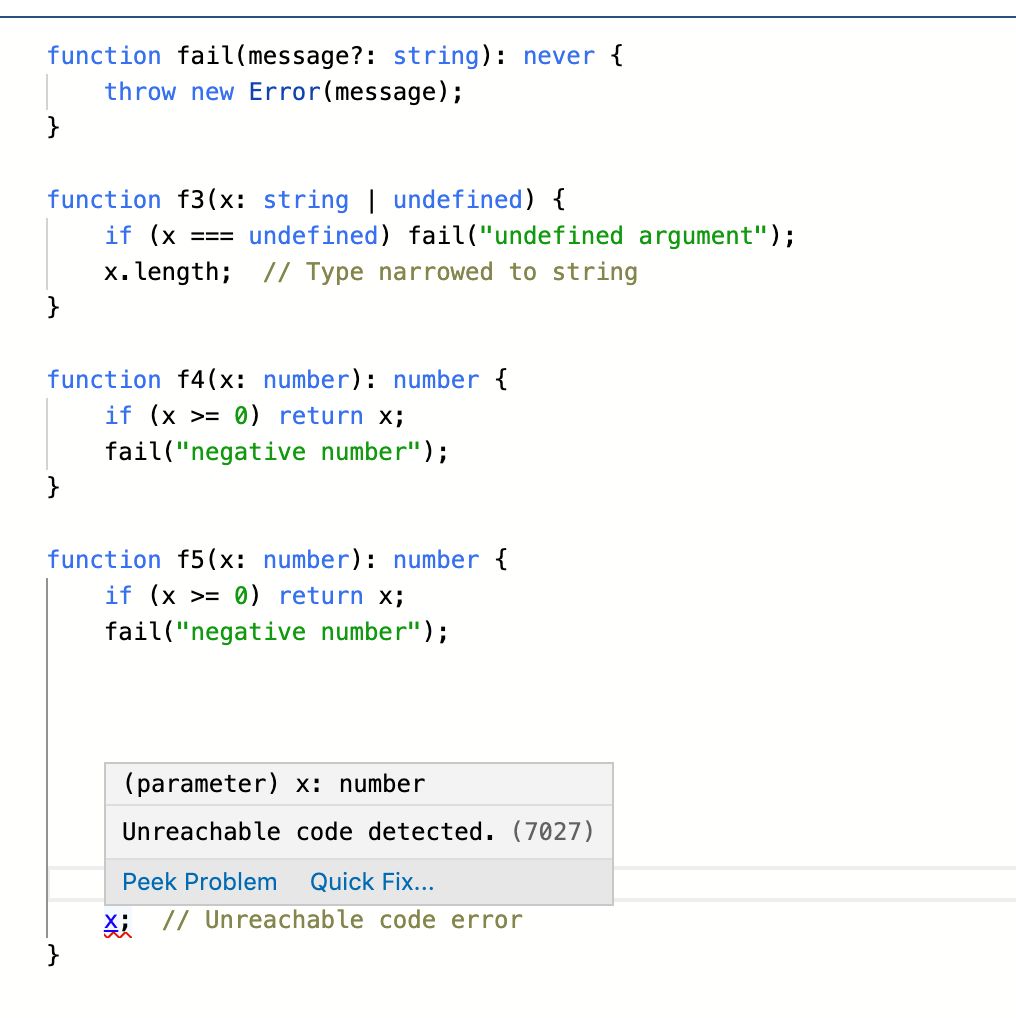 function fail(message?: string): never {
throw new Error(message);
}
function f3(x: string | undefined) {
if (x === undefined) fail("undefined argument");
x.length;  // Type narrowed to string
}
function f4(x: number): number {
if (x >= 0) return x;
fail("negative number");
}
function f5(x: number): number {
if (x >= 0) return x;
fail("negative number");
(parameter) x: number
Unreachable code detected. (7027)
Peek Problem Quick Fix...
x;  // Unreachable code error
}